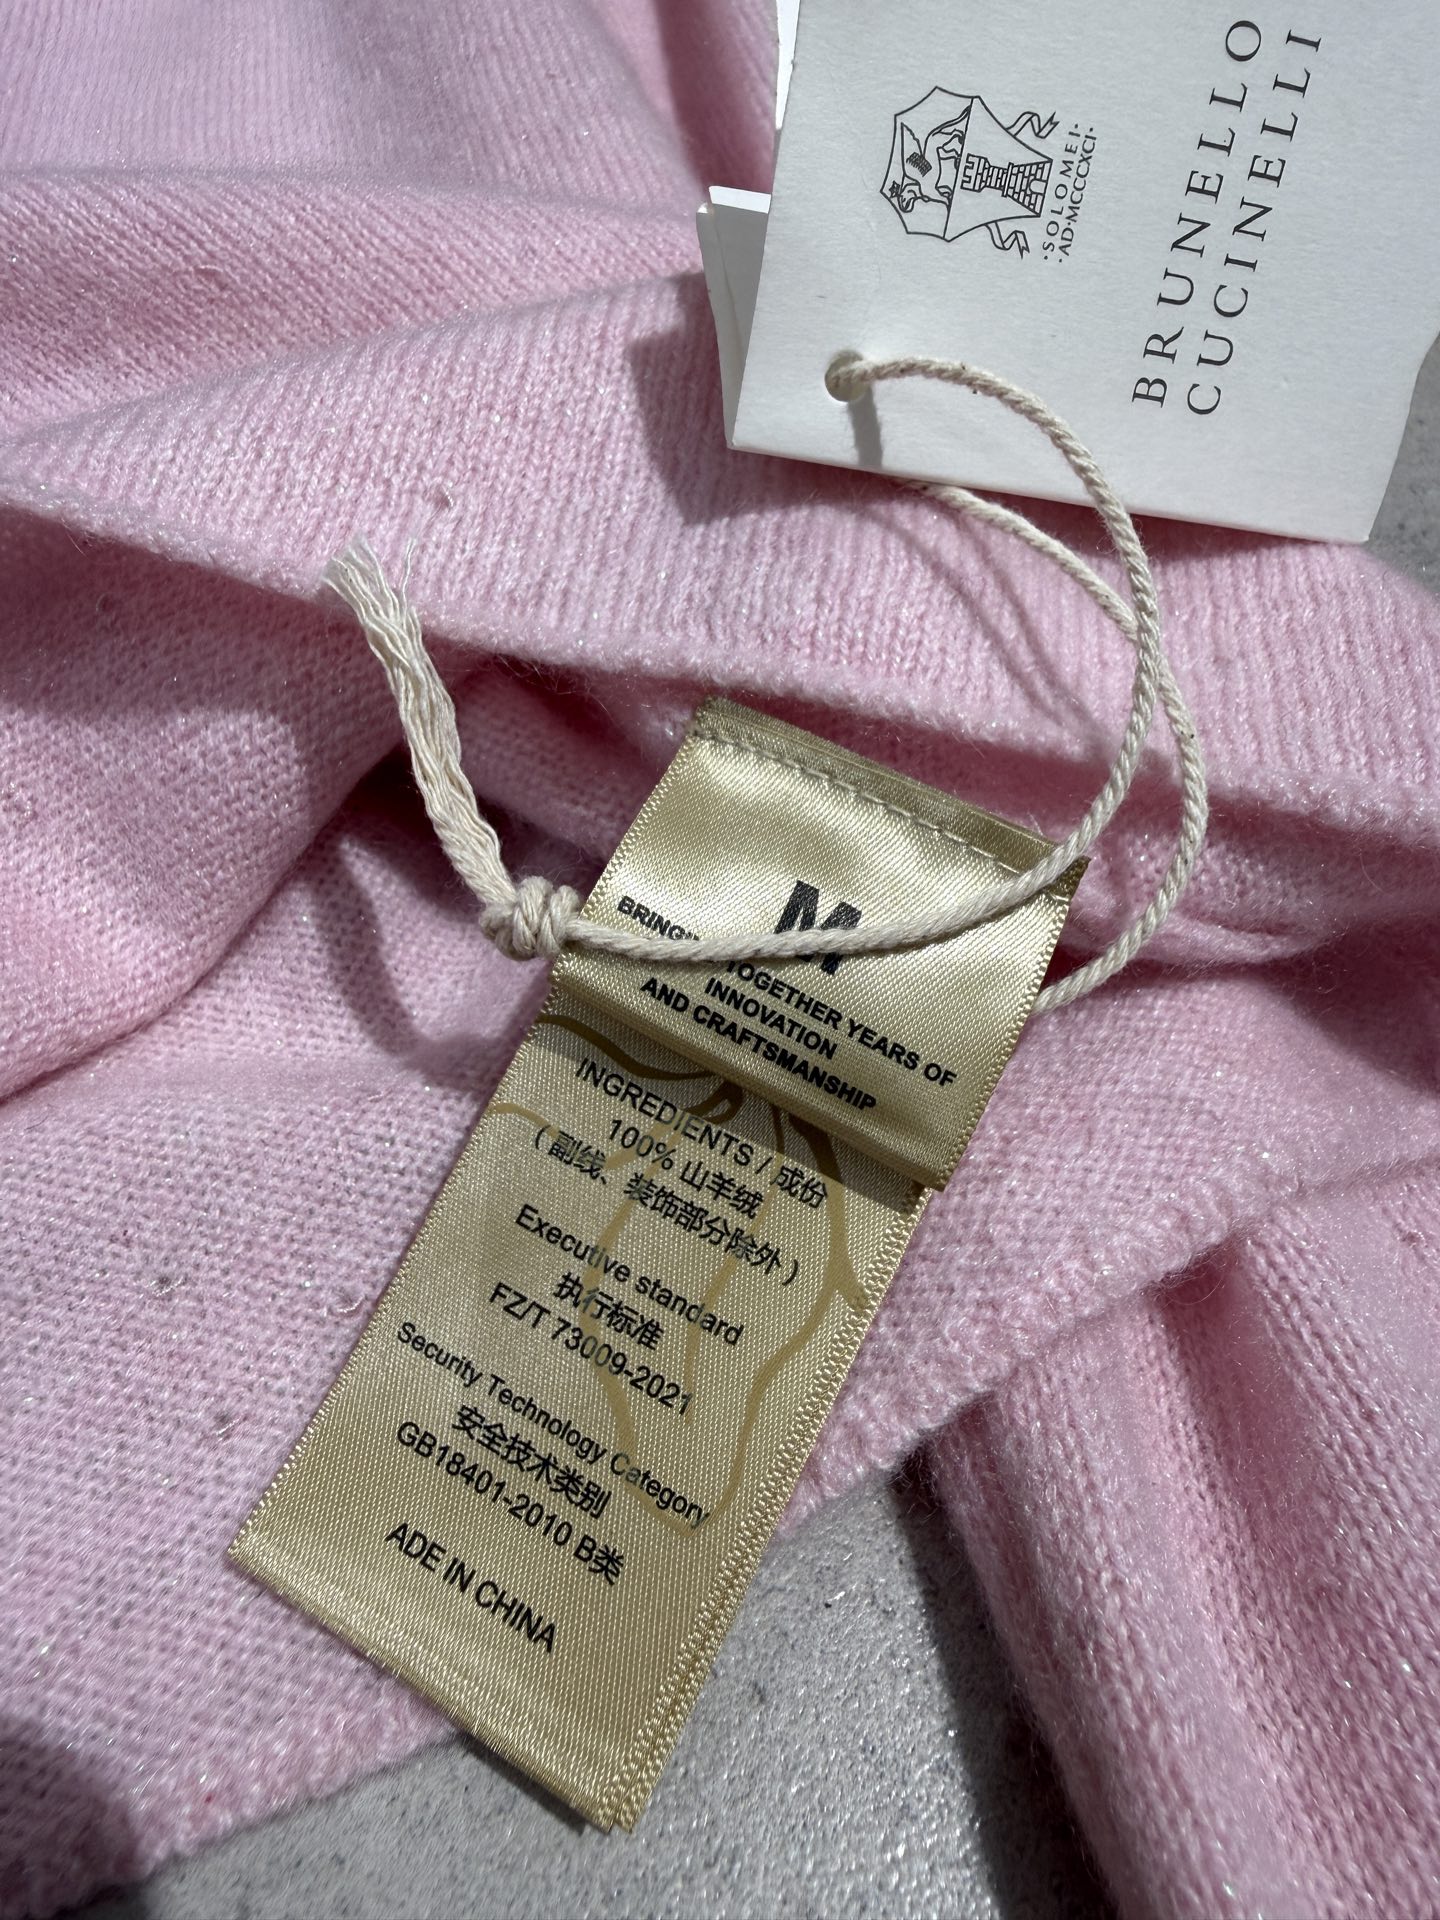 BRUNELLO
CUCINELLI
·SOLOMEI·
·AD·MCCCXCI·
M
TOGETHER YEARS OF
INNOVATION
AND CRAFTSMANSHIP
INGREDIENTS / 成份
100% 山羊绒
（副线、装饰部分除外）
Executive standard
执行标准
FZ/T 73009-2021
Security Technology Category
安全技术类别
GB18401-2010 B类
ADE IN CHINA